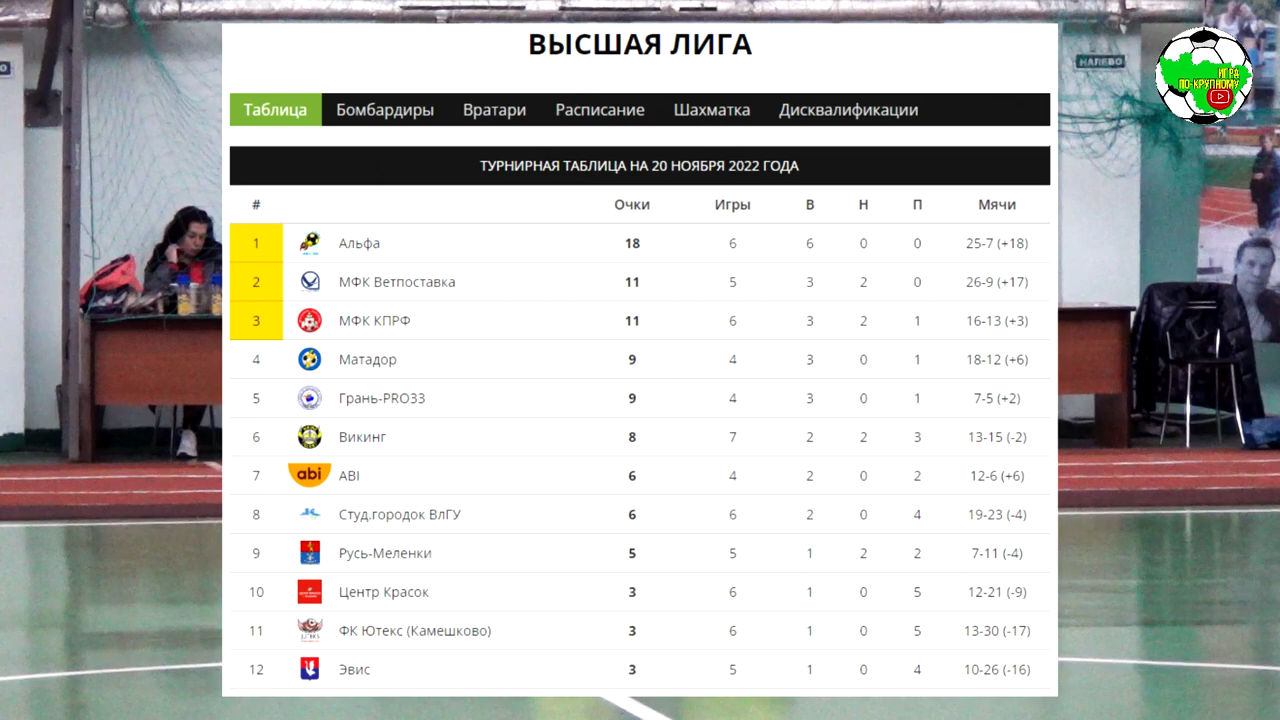 ВЫСШАЯ ЛИГА
НАЛЕВО
ИГРА
ПО-КРУПНОМУ
Таблица Бомбардиры Вратари Расписание Шахматка Дисквалификации
ТУРНИРНАЯ ТАБЛИЦА НА 20 НОЯБРЯ 2022 ГОДА
# Очки Игры В Н П Мячи
1 Альфа 18 6 6 0 0 25-7 (+18)
2 МФК Ветпоставка 11 5 3 2 0 26-9 (+17)
3 МФК КПРФ 11 6 3 2 1 16-13 (+3)
4 Матадор 9 4 3 0 1 18-12 (+6)
5 Грань-PRO33 9 4 3 0 1 7-5 (+2)
6 Викинг 8 7 2 2 3 13-15 (-2)
7 abi ABI 6 4 2 0 2 12-6 (+6)
8 Студ.городок ВлГУ 6 6 2 0 4 19-23 (-4)
9 Русь-Меленки 5 5 1 2 2 7-11 (-4)
10 Центр Красок 3 6 1 0 5 12-21 (-9)
11 ФК Ютекс (Камешково) 3 6 1 0 5 13-30 (-17)
12 Эвис 3 5 1 0 4 10-26 (-16)